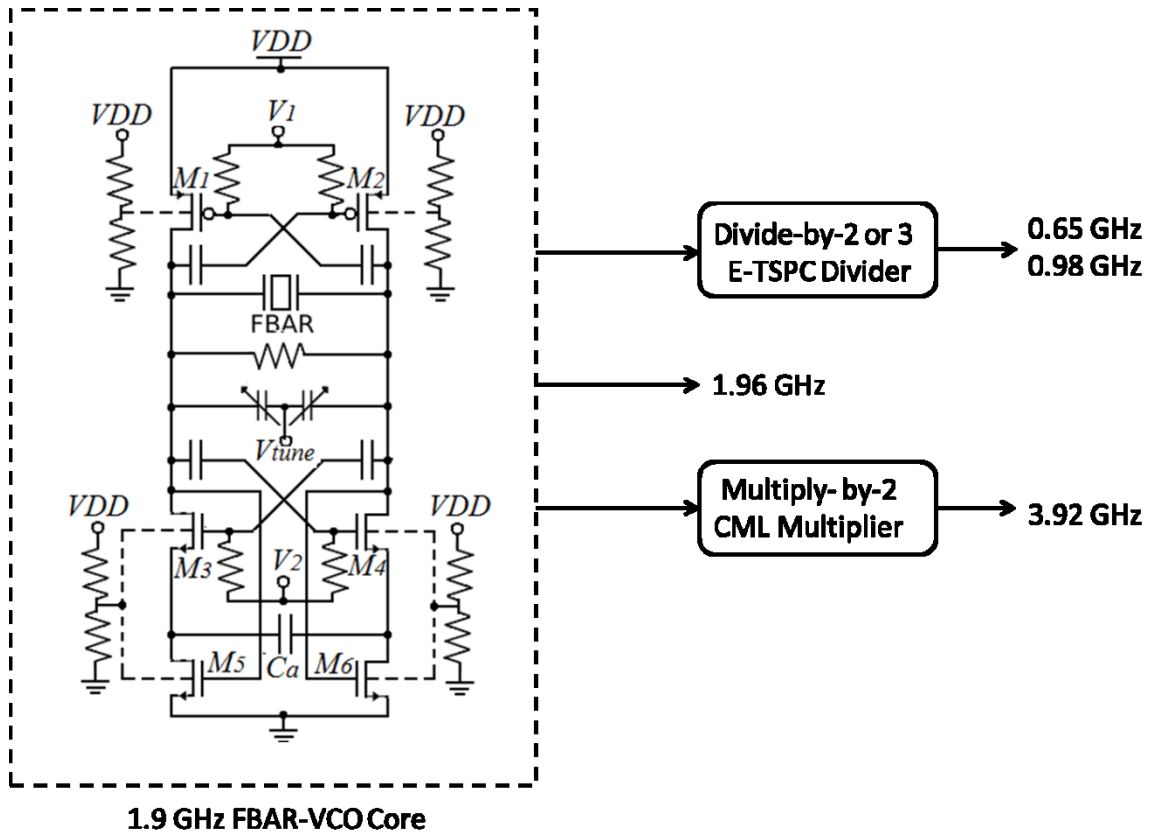 VDD
VDD
V1
VDD
M1
M2
FBAR
Vtune
VDD
VDD
M3
V2
M4
M5
Ca
M6
1.9 GHz FBAR-VCO Core
Divide-by-2 or 3
E-TSPC Divider
0.65 GHz
0.98 GHz
1.96 GHz
Multiply- by-2
CML Multiplier
3.92 GHz